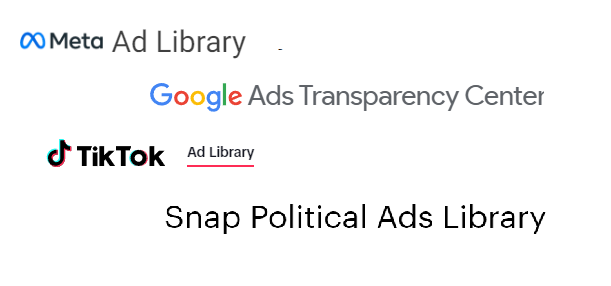 Meta Ad Library
Google Ads Transparency Center
TikTok Ad Library
Snap Political Ads Library